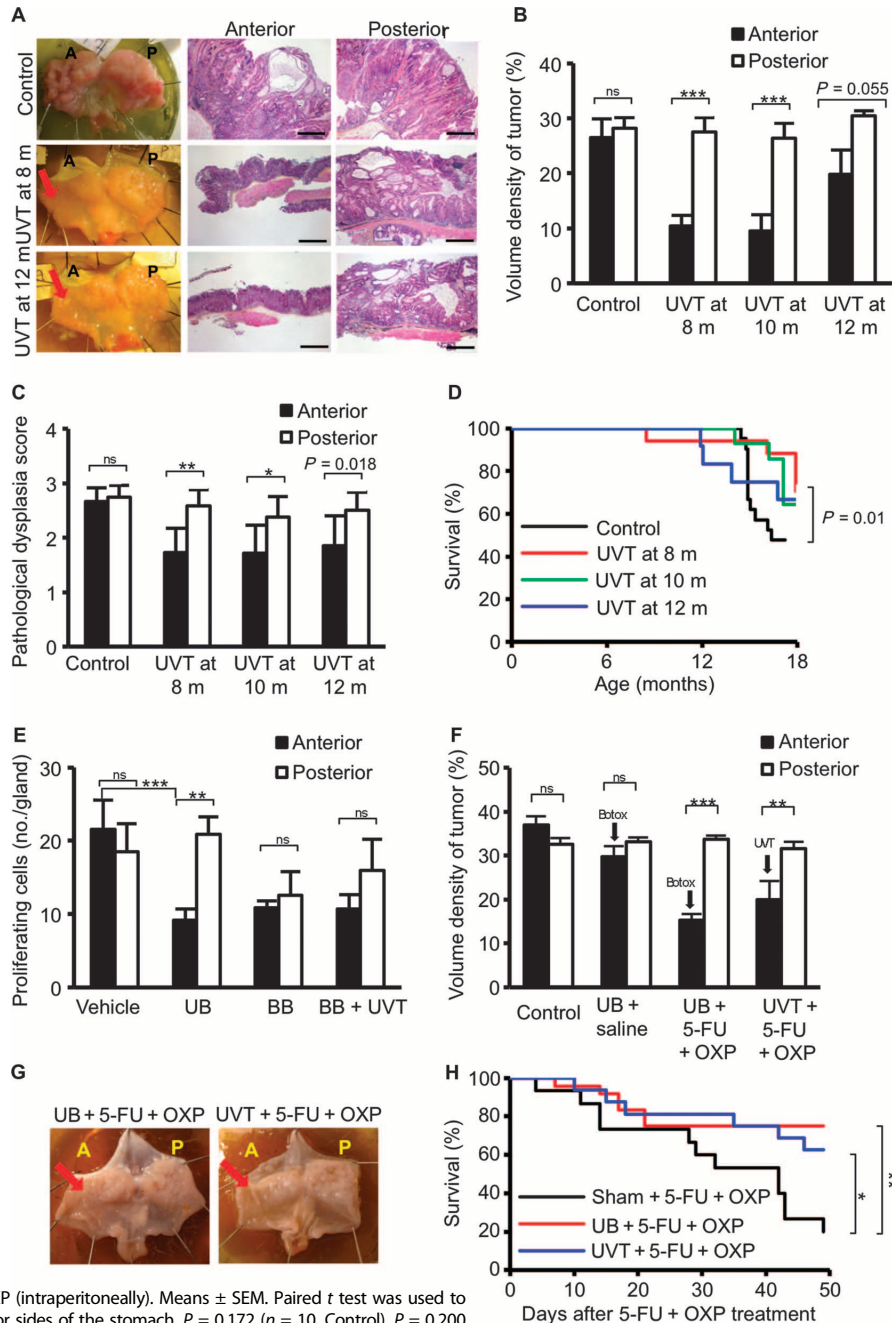 A
Anterior
Posterior
Control
A
P
UVT at 8 m
A
P
UVT at 12 m
A
P
B
Anterior
Posterior
Volume density of tumor (%)
40
30
20
10
0
ns
***
***
P = 0.055
Control
UVT at
8 m
UVT at
10 m
UVT at
12 m
C
Anterior
Posterior
Pathological dysplasia score
4
3
2
1
0
ns
**
*
P = 0.018
Control
UVT at
8 m
UVT at
10 m
UVT at
12 m
D
Survival (%)
100
80
60
40
20
0
Control
UVT at 8 m
UVT at 10 m
UVT at 12 m
P = 0.01
0
6
12
18
Age (months)
E
Anterior
Posterior
Proliferating cells (no./gland)
30
20
10
0
ns
***
**
ns
ns
Vehicle
UB
BB
BB + UVT
F
Anterior
Posterior
Volume density of tumor (%)
50
40
30
20
10
0
ns
ns
***
**
Botox
Botox
UVT
Control
UB +
saline
UB +
5-FU
+ OXP
UVT +
5-FU
+ OXP
G
UB + 5-FU + OXP
UVT + 5-FU + OXP
A
P
A
P
H
Survival (%)
100
80
60
40
20
0
Sham + 5-FU + OXP
UB + 5-FU + OXP
UVT + 5-FU + OXP
*
**
0
10
20
30
40
50
Days after 5-FU + OXP treatment
P (intraperitoneally). Means ± SEM. Paired t test was used to
or sides of the stomach. P = 0.172 (n = 10, Control), P = 0.200